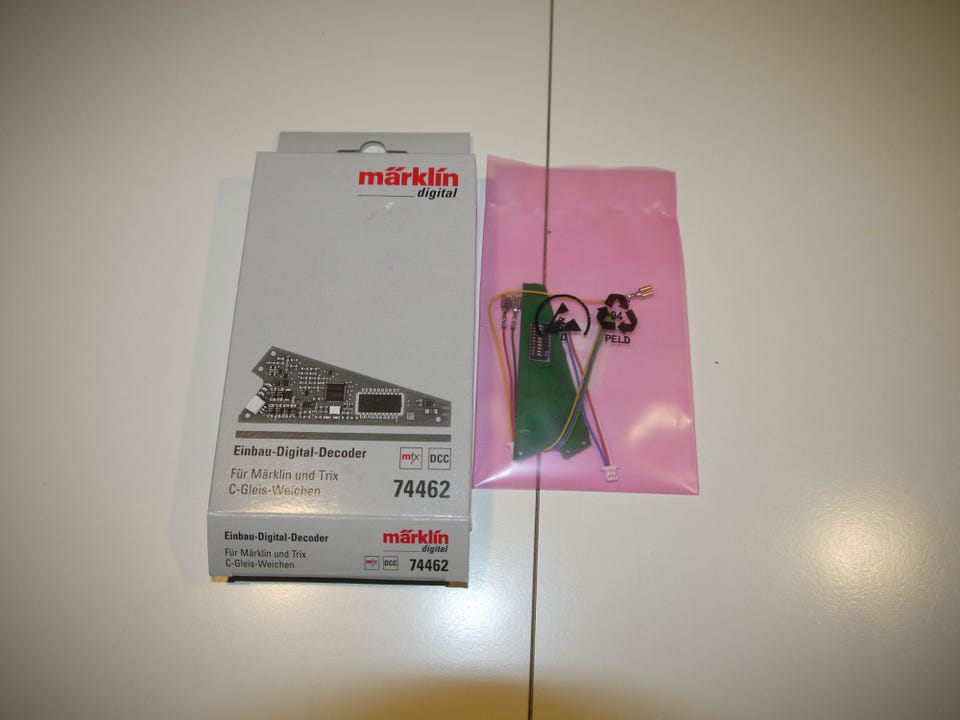 märklin
digital
Einbau-Digital-Decoder
mfx
DCC
Für Märklin und Trix
C-Gleis-Weichen
74462
Einbau-Digital-Decoder
märklin
digital
Für Märklin und Trix
C-Gleis-Weichen
mfx
DCC
74462
04
PELD